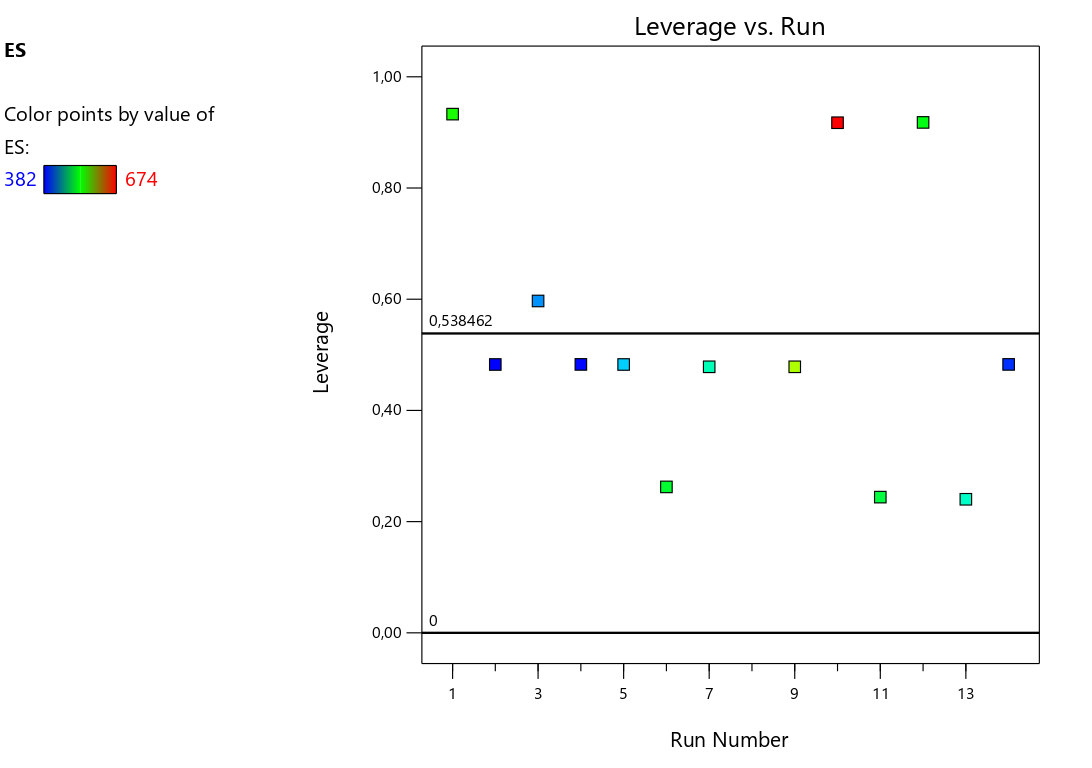 ES
Color points by value of
ES:
382 674
Leverage vs. Run
Leverage
1,00
0,80
0,60
0,538462
0,40
0,20
0
0,00
1 3 5 7 9 11 13
Run Number